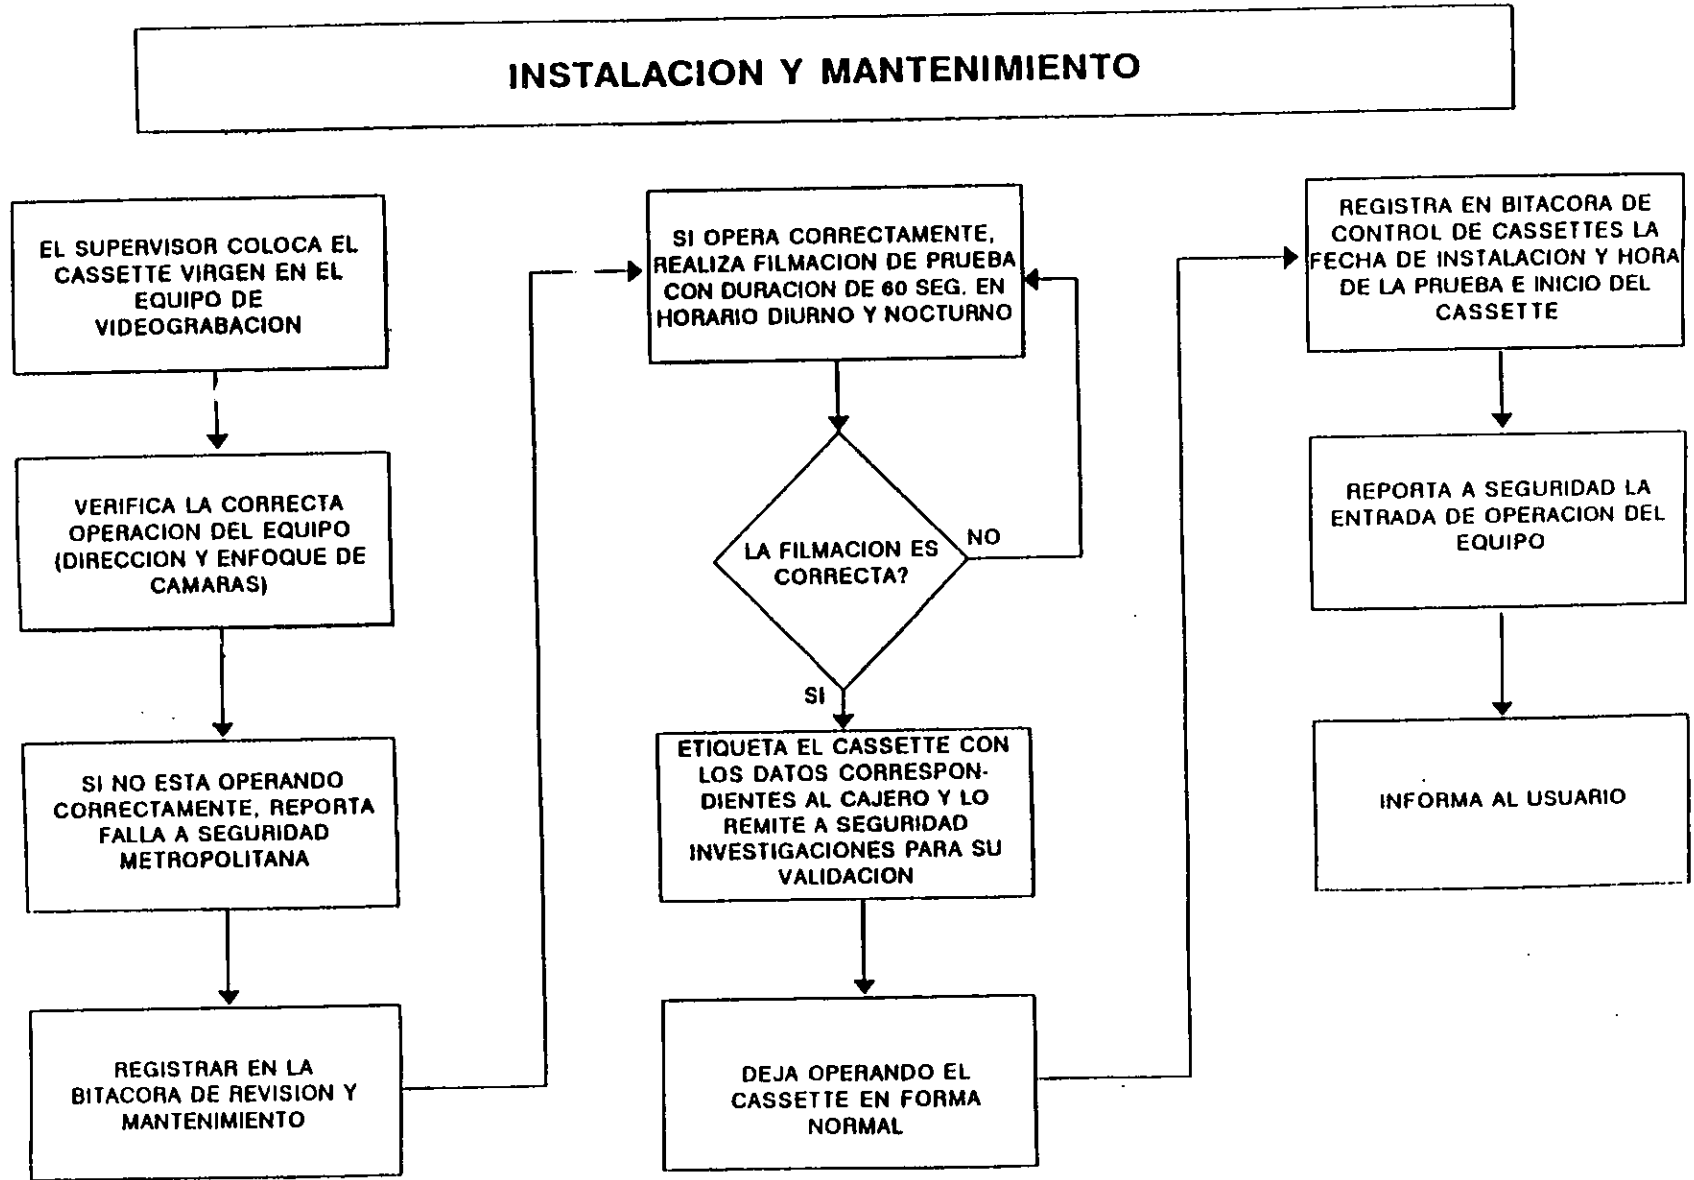 INSTALACION Y MANTENIMIENTO
EL SUPERVISOR COLOCA EL
CASSETTE VIRGEN EN EL
EQUIPO DE
VIDEOGRABACION
VERIFICA LA CORRECTA
OPERACION DEL EQUIPO
(DIRECCION Y ENFOQUE DE
CAMARAS)
SI NO ESTA OPERANDO
CORRECTAMENTE, REPORTA
FALLA A SEGURIDAD
METROPOLITANA
REGISTRAR EN LA
BITACORA DE REVISION Y
MANTENIMIENTO
SI OPERA CORRECTAMENTE,
REALIZA FILMACION DE PRUEBA
CON DURACION DE 60 SEG. EN
HORARIO DIURNO Y NOCTURNO
LA FILMACION ES
CORRECTA?
NO
SI
ETIQUETA EL CASSETTE CON
LOS DATOS CORRESPON-
DIENTES AL CAJERO Y LO
REMITE A SEGURIDAD
INVESTIGACIONES PARA SU
VALIDACION
DEJA OPERANDO EL
CASSETTE EN FORMA
NORMAL
REGISTRA EN BITACORA DE
CONTROL DE CASSETTES LA
FECHA DE INSTALACION Y HORA
DE LA PRUEBA E INICIO DEL
CASSETTE
REPORTA A SEGURIDAD LA
ENTRADA DE OPERACION DEL
EQUIPO
INFORMA AL USUARIO